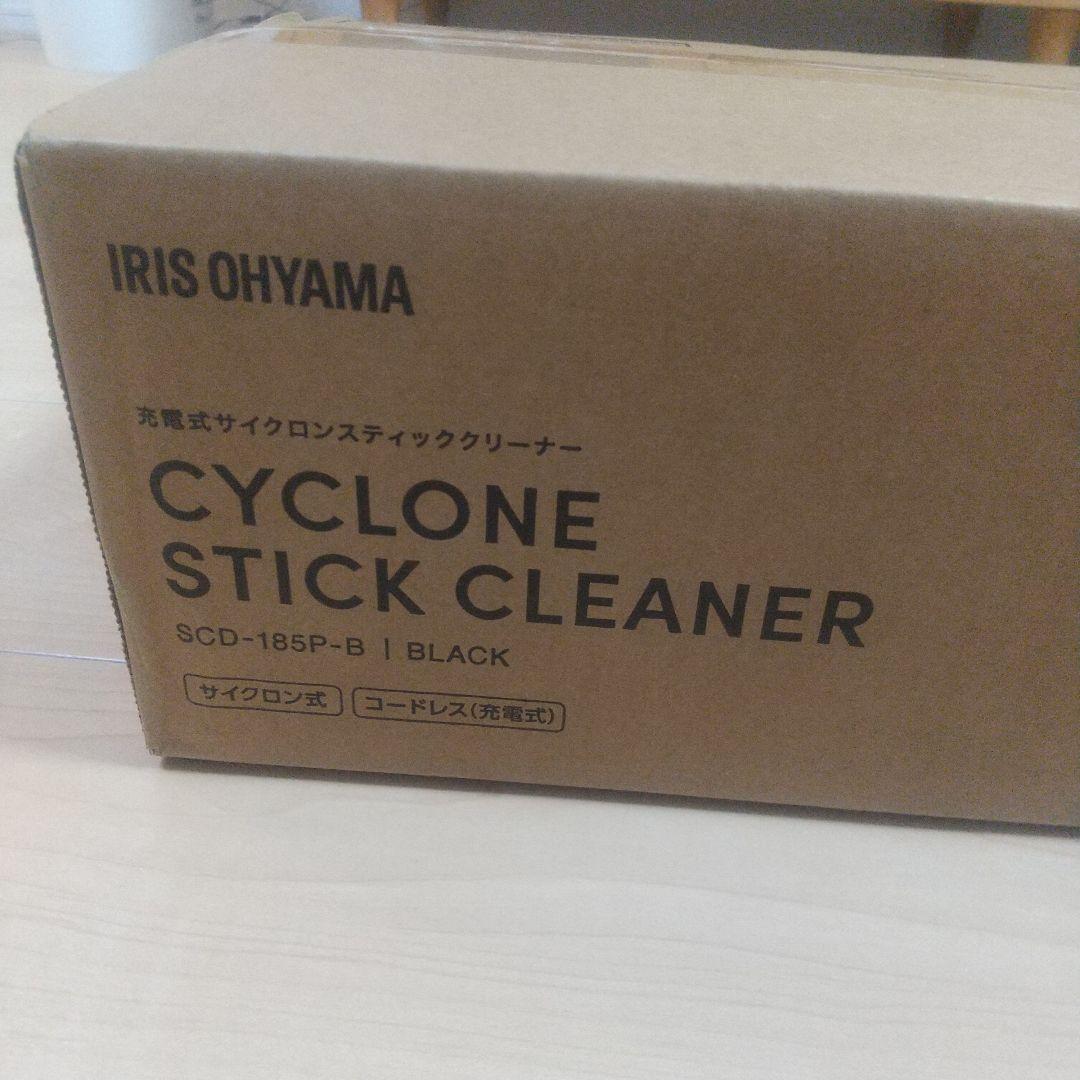 IRIS OHYAMA
充電式サイクロンスティッククリーナー
CYCLONE
STICK CLEANER
SCD-185P-B | BLACK
サイクロン式 コードレス(充電式)